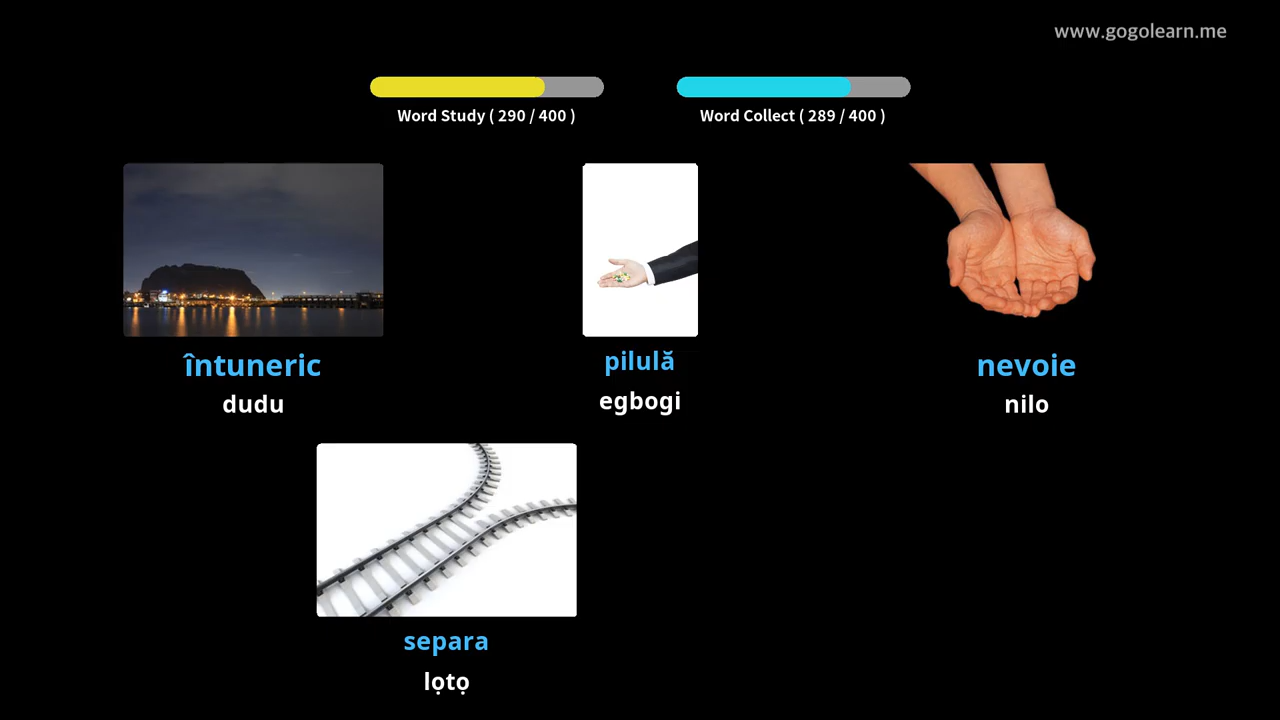 www.gogolearn.me
Word Study ( 290 / 400 )
Word Collect ( 289 / 400 )
întuneric
dudu
pilulă
egbogi
nevoie
nilo
separa
lọtọ